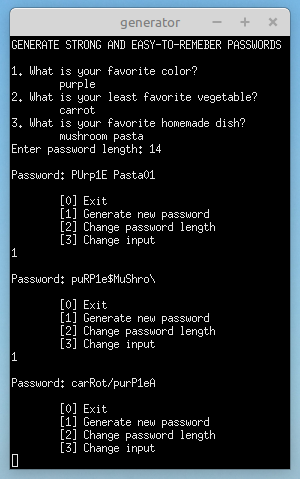 generator
GENERATE STRONG AND EASY-TO-REMEBER PASSWORDS
1. What is your favorite color?
purple
2. What is your least favorite vegetable?
carrot
3. What is your favorite homemade dish?
mushroom pasta
Enter password length: 14
Password: PUrp1E Pasta01
[0] Exit
[1] Generate new password
[2] Change password length
[3] Change input
1
Password: puRP1e$MuShro\
[0] Exit
[1] Generate new password
[2] Change password length
[3] Change input
1
Password: carRot/purP1eA
[0] Exit
[1] Generate new password
[2] Change password length
[3] Change input